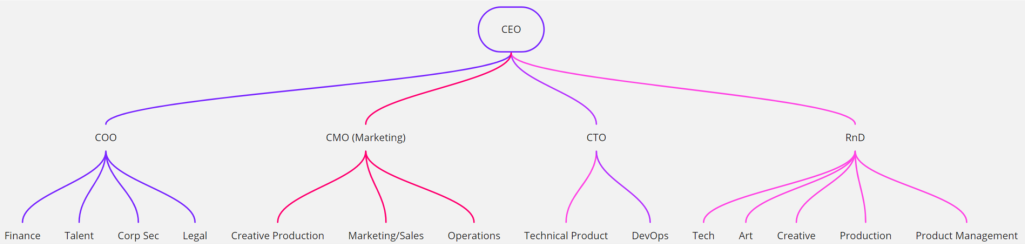 CEO
COO CMO (Marketing) CTO RnD
Finance Talent Corp Sec Legal Creative Production Marketing/Sales Operations Technical Product DevOps Tech Art Creative Production Product Management